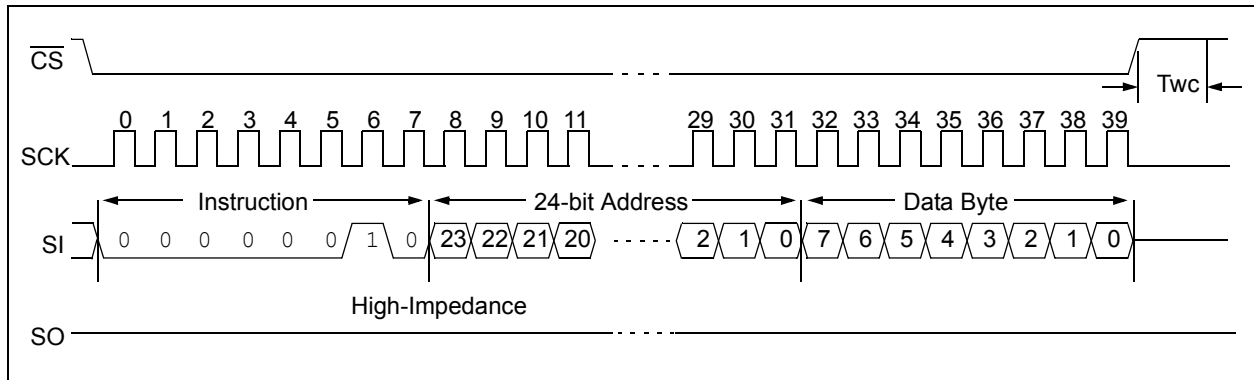 CS
Twc
0 1 2 3 4 5 6 7 8 9 10 11 29 30 31 32 33 34 35 36 37 38 39
SCK
Instruction 24-bit Address Data Byte
SI 0 0 0 0 0 0 1 0 23 22 21 20 2 1 0 7 6 5 4 3 2 1 0
High-Impedance
SO